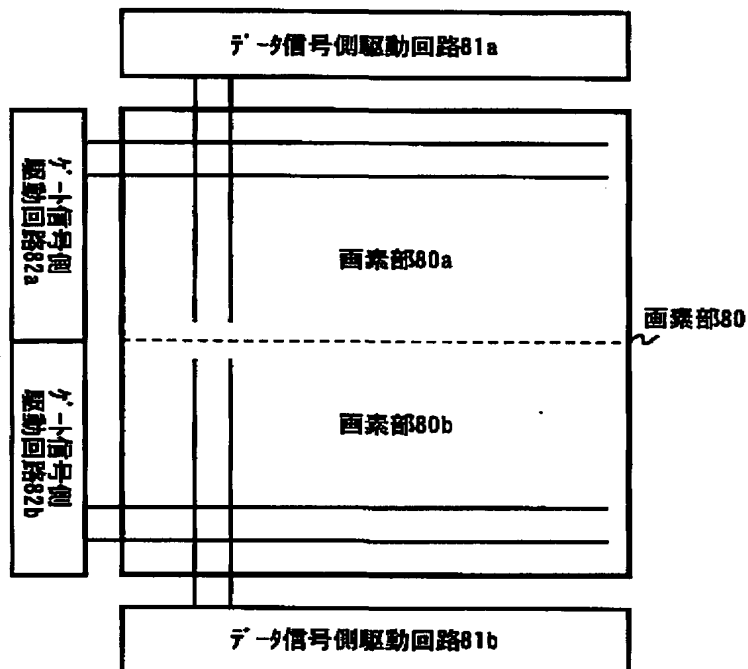 データ信号側駆動回路81a
ゲート信号側
駆動回路82a
画素部80a
画素部80
ゲート信号側
駆動回路82b
画素部80b
データ信号側駆動回路81b